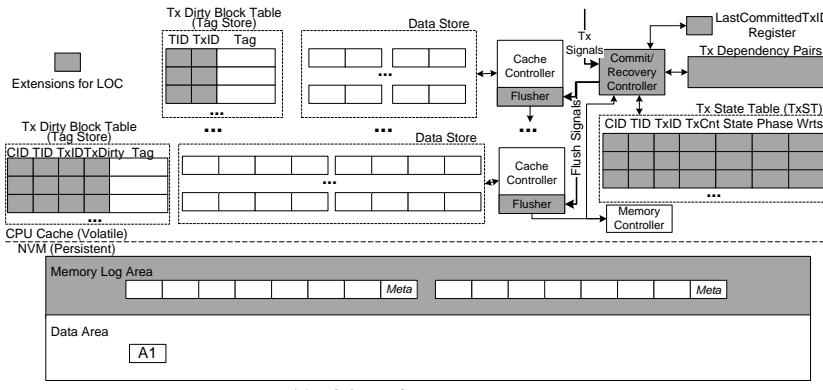 Extensions for LOC
Tx Dirty Block Table
(Tag Store)
TID TxID Tag
...
Data Store
...
Cache
Controller
Flusher
...
Tx
Signals
Commit/
Recovery
Controller
LastCommittedTxID
Register
Tx Dependency Pairs
Tx State Table (TxST)
CID TID TxID TxCnt State Phase Wrts
...
Flush Signals
Tx Dirty Block Table
(Tag Store)
CID TID TxIDTxDirty Tag
...
...
Data Store
...
Cache
Controller
Flusher
Memory
Controller
CPU Cache (Volatile)
NVM (Persistent)
Memory Log Area
Meta
Meta
Data Area
A1